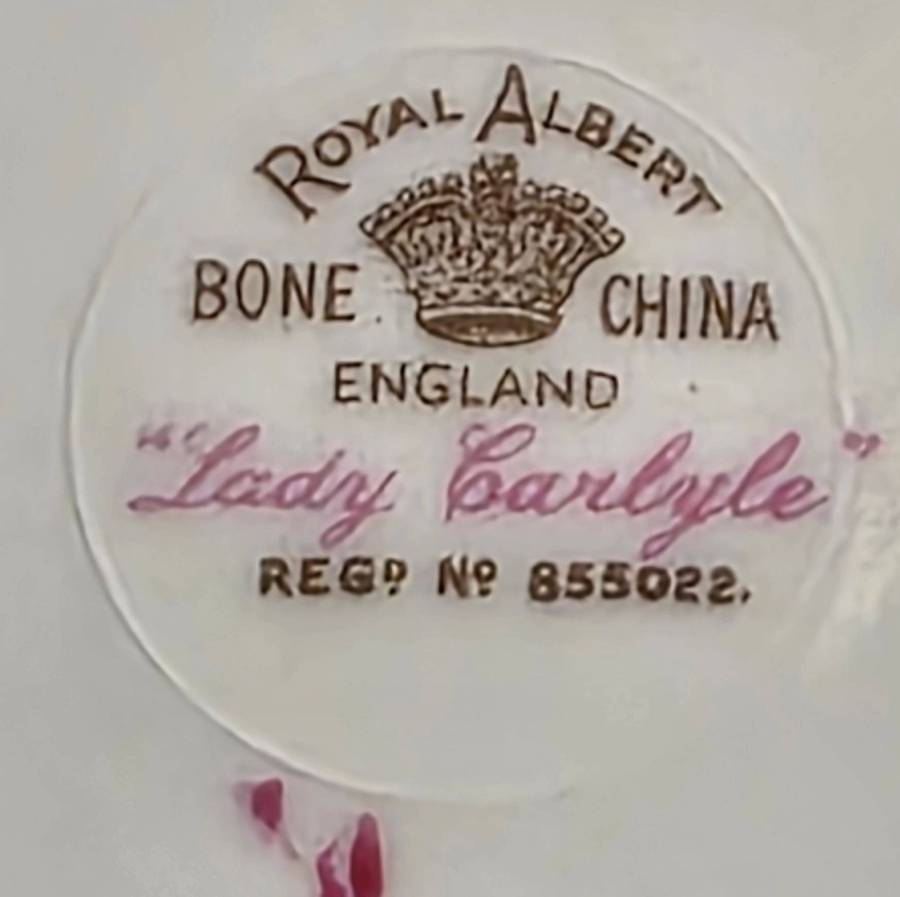 ROYAL ALBERT
BONE CHINA
ENGLAND
"Lady Carlyle"
REGD No 855022.